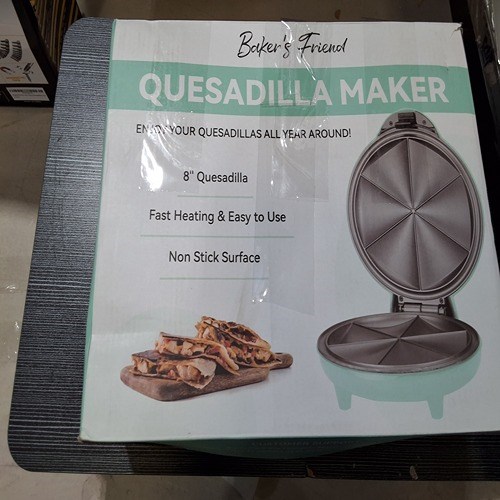 Baker's Friend
QUESADILLA MAKER
ENJOY YOUR QUESADILLAS ALL YEAR AROUND!
8" Quesadilla
Fast Heating & Easy to Use
Non Stick Surface